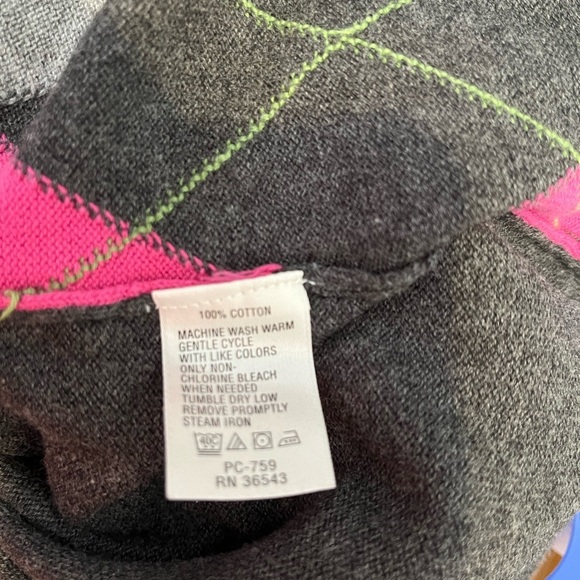 100% COTTON
MACHINE WASH WARM
GENTLE CYCLE
WITH LIKE COLORS
ONLY NON-
CHLORINE BLEACH
WHEN NEEDED
TUMBLE DRY LOW
REMOVE PROMPTLY
STEAM IRON
40C
PC-759
RN 36543